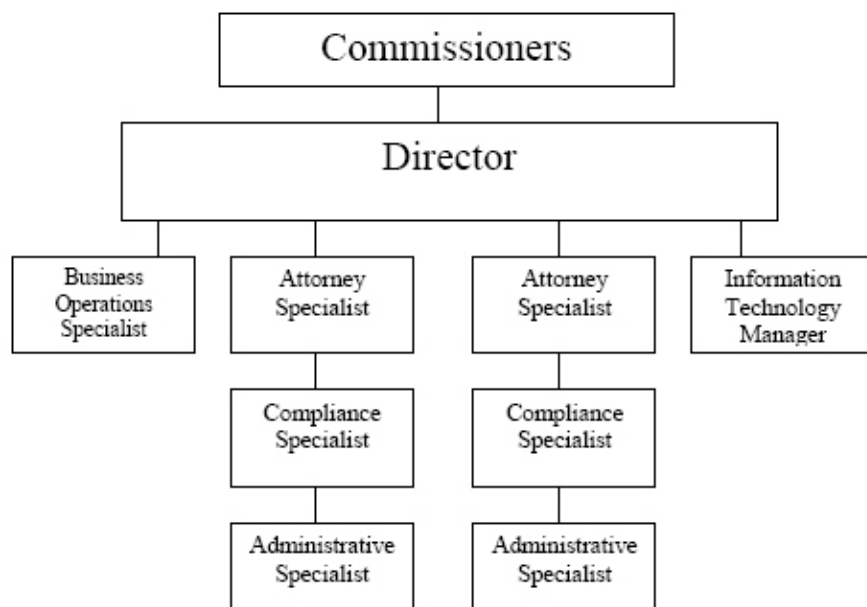 Commissioners
Director
Business
Operations
Specialist
Attorney
Specialist
Attorney
Specialist
Information
Technology
Manager
Compliance
Specialist
Compliance
Specialist
Administrative
Specialist
Administrative
Specialist